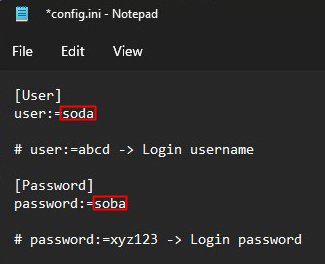 *config.ini - Notepad
File Edit View
[User]
user:=soda
# user:=abcd -> Login username
[Password]
password:=soba
# password:=xyz123 -> Login password